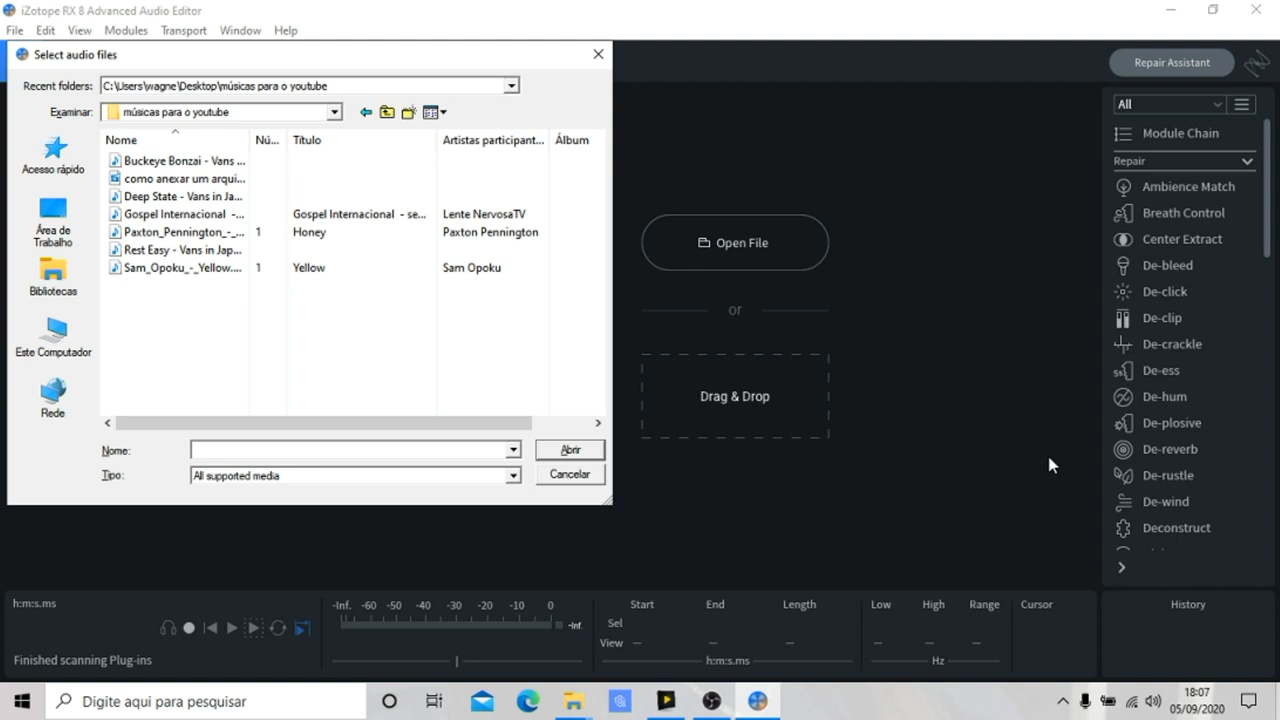 iZotope RX 8 Advanced Audio Editor
File Edit View Modules Transport Window Help
Select audio files
Recent folders: C:\Users\wagne\Desktop\músicas para o youtube
Examinar: músicas para o youtube
Nome Nú... Título Artistas participant... Álbum
Buckeye Bonzai - Vans ...
como anexar um arqui...
Deep State - Vans in Ja...
Gospel Internacional -... Gospel Internacional - se... Lente NervosaTV
Paxton_Pennington_-_... 1 Honey Paxton Pennington
Rest Easy - Vans in Jap...
Sam_Opoku_-_Yellow.... 1 Yellow Sam Opoku
Acesso rápido
Área de
Trabalho
Bibliotecas
Este Computador
Rede
Nome: Abrir
Tipo: All supported media Cancelar
Open File
or
Drag & Drop
Repair Assistant
All
Module Chain
Repair
Ambience Match
Breath Control
Center Extract
De-bleed
De-click
De-clip
De-crackle
De-ess
De-hum
De-plosive
De-reverb
De-rustle
De-wind
Deconstruct
h:m:s.ms
Finished scanning Plug-ins
-Inf. -60 -50 -40 -30 -20 -10 0
-Inf.
Start End Length
Sel
View
h:m:s.ms
Low High Range
Hz
Cursor
History
Digite aqui para pesquisar
18:07
05/09/2020